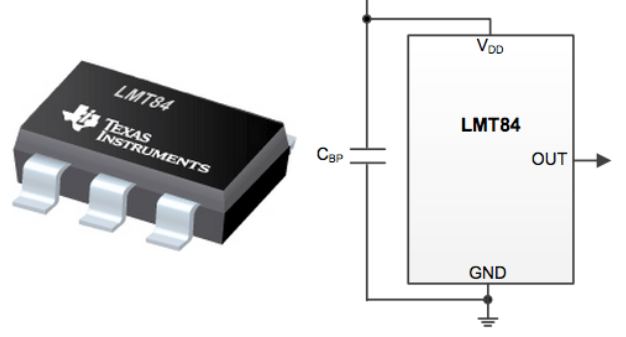 LMT84
TEXAS
INSTRUMENTS
VDD
LMT84
CBP
OUT
GND